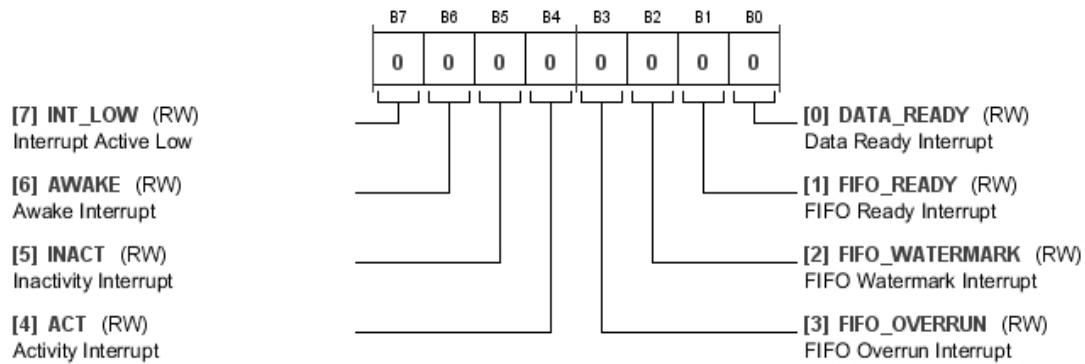 B7 B6 B5 B4 B3 B2 B1 B0
0 0 0 0 0 0 0 0
[7] INT_LOW (RW)
Interrupt Active Low
[6] AWAKE (RW)
Awake Interrupt
[5] INACT (RW)
Inactivity Interrupt
[4] ACT (RW)
Activity Interrupt
[0] DATA_READY (RW)
Data Ready Interrupt
[1] FIFO_READY (RW)
FIFO Ready Interrupt
[2] FIFO_WATERMARK (RW)
FIFO Watermark Interrupt
[3] FIFO_OVERRUN (RW)
FIFO Overrun Interrupt